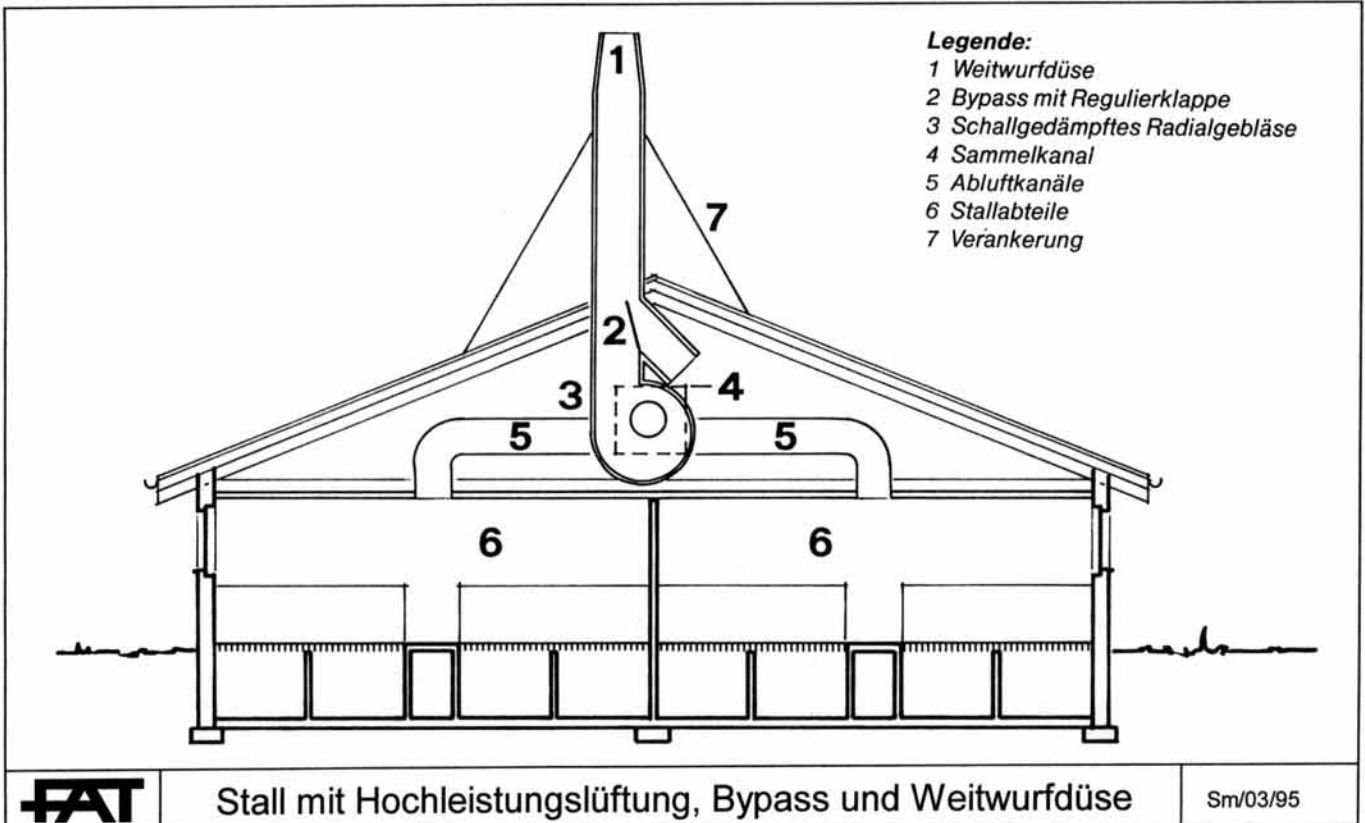 Legende:
1 Weitwurfdüse
2 Bypass mit Regulierklappe
3 Schallgedämpftes Radialgebläse
4 Sammelkanal
5 Abluftkanäle
6 Stallabteile
7 Verankerung
1
7
2
3
4
5 5
6 6
FAT
Stall mit Hochleistungslüftung, Bypass und Weitwurfdüse
Sm/03/95